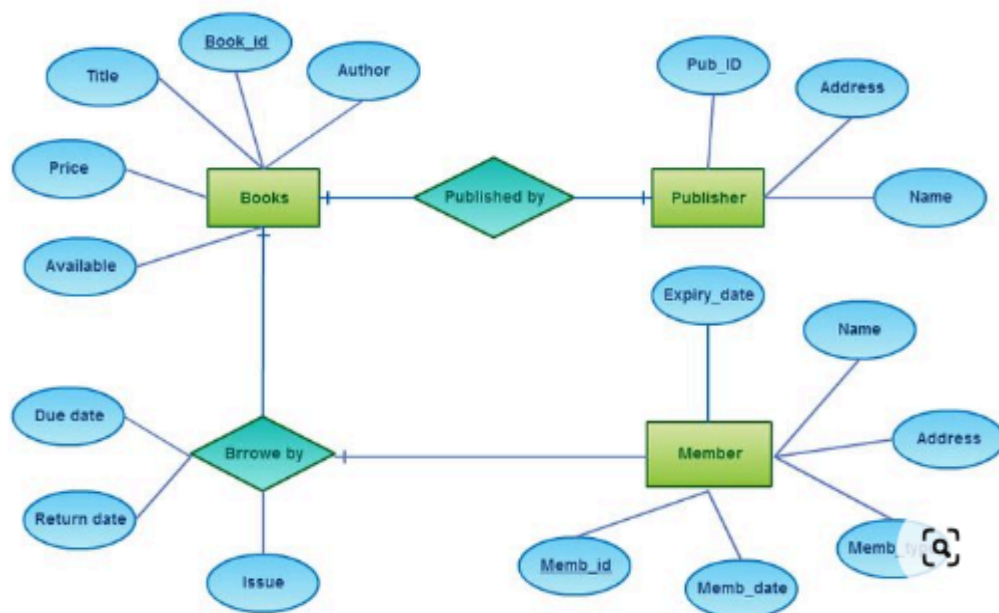 Book_id
Title
Author
Pub_ID
Address
Price
Books
Published by
Publisher
Name
Available
Expiry_date
Name
Due date
Brrowe by
Member
Address
Return date
Issue
Memb_id
Memb_date